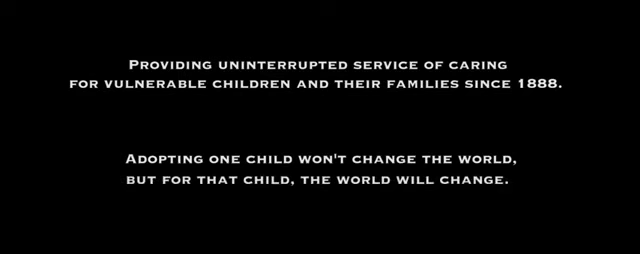 Providing uninterrupted service of caring
for vulnerable children and their families since 1888.
Adopting one child won't change the world,
but for that child, the world will change.